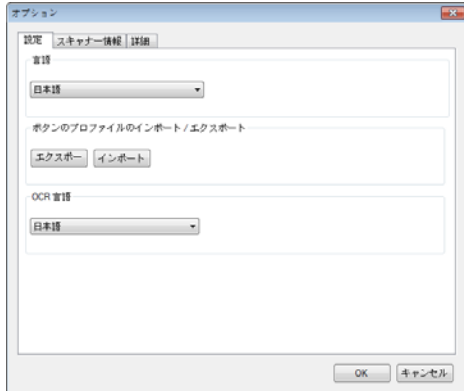 オプション
設定 スキャナー情報 詳細
言語
日本語
ボタンのプロファイルのインポート / エクスポート
エクスポー インポート
OCR 言語
日本語
OK キャンセル